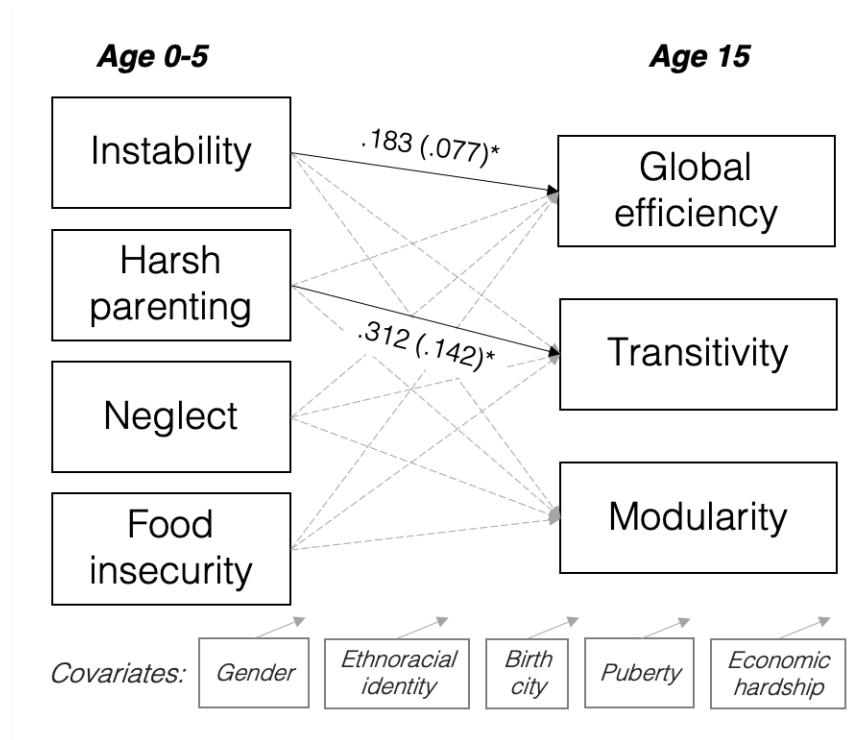 Age 0-5
Age 15
Instability
.183 (.077)*
Global
efficiency
Harsh
parenting
.312 (.142)*
Transitivity
Neglect
Modularity
Food
insecurity
Covariates:
Gender
Ethnoracial
identity
Birth
city
Puberty
Economic
hardship